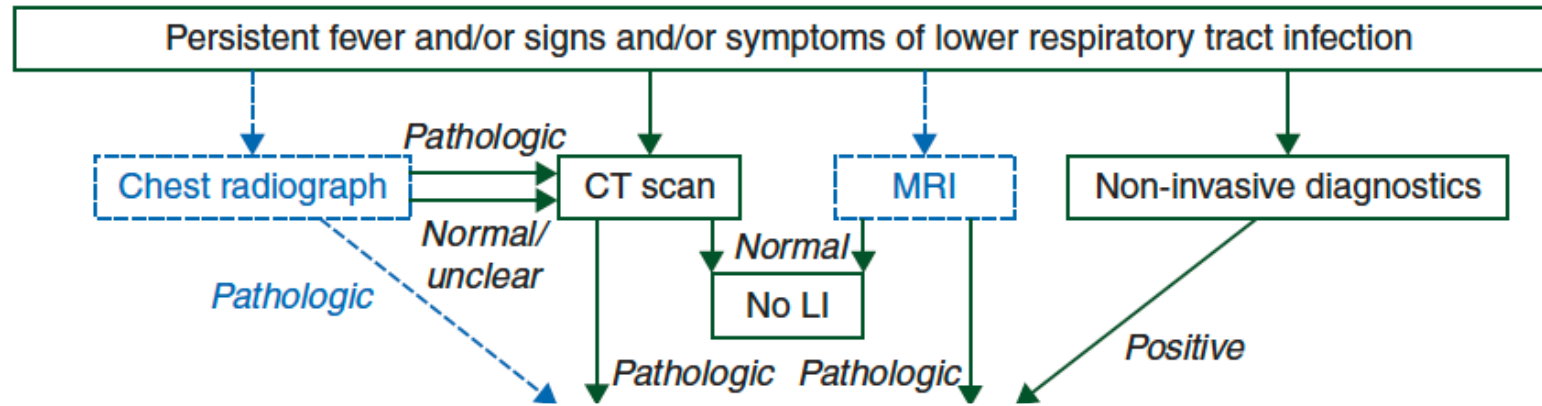 Persistent fever and/or signs and/or symptoms of lower respiratory tract infection
Pathologic
Chest radiograph
CT scan
MRI
Non-invasive diagnostics
Normal/
unclear
Normal
Pathologic
No LI
Pathologic
Pathologic
Positive